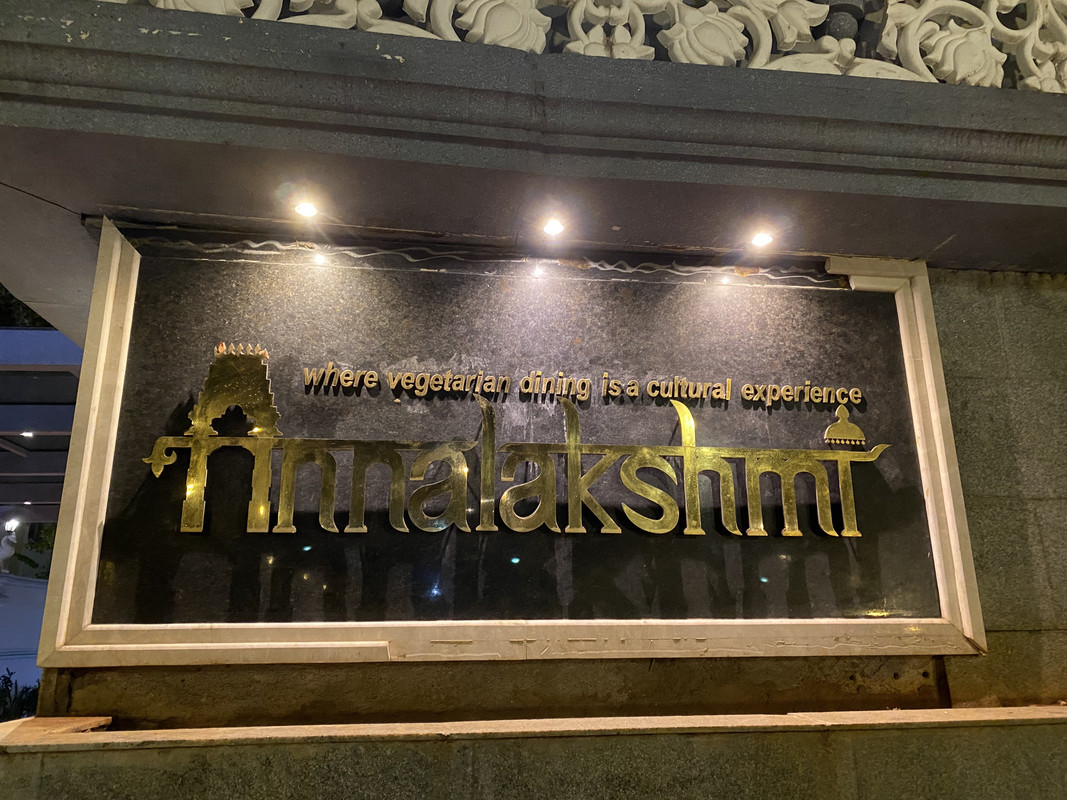 where vegetarian dining is a cultural experience
annalakshmi